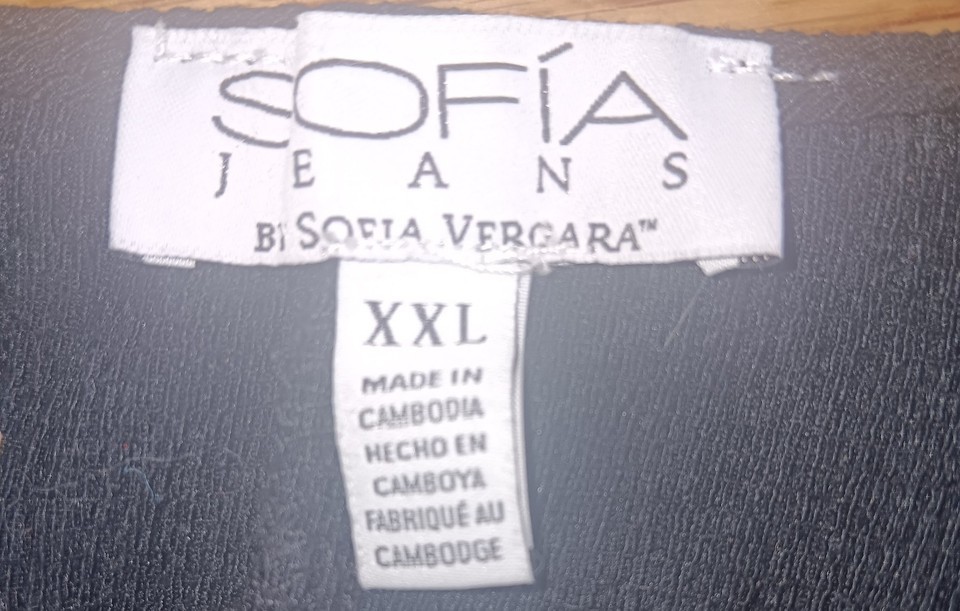 SOFÍA
JEANS
BY SOFIA VERGARA™
XXL
MADE IN
CAMBODIA
HECHO EN
CAMBOYA
FABRIQUÉ AU
CAMBODGE